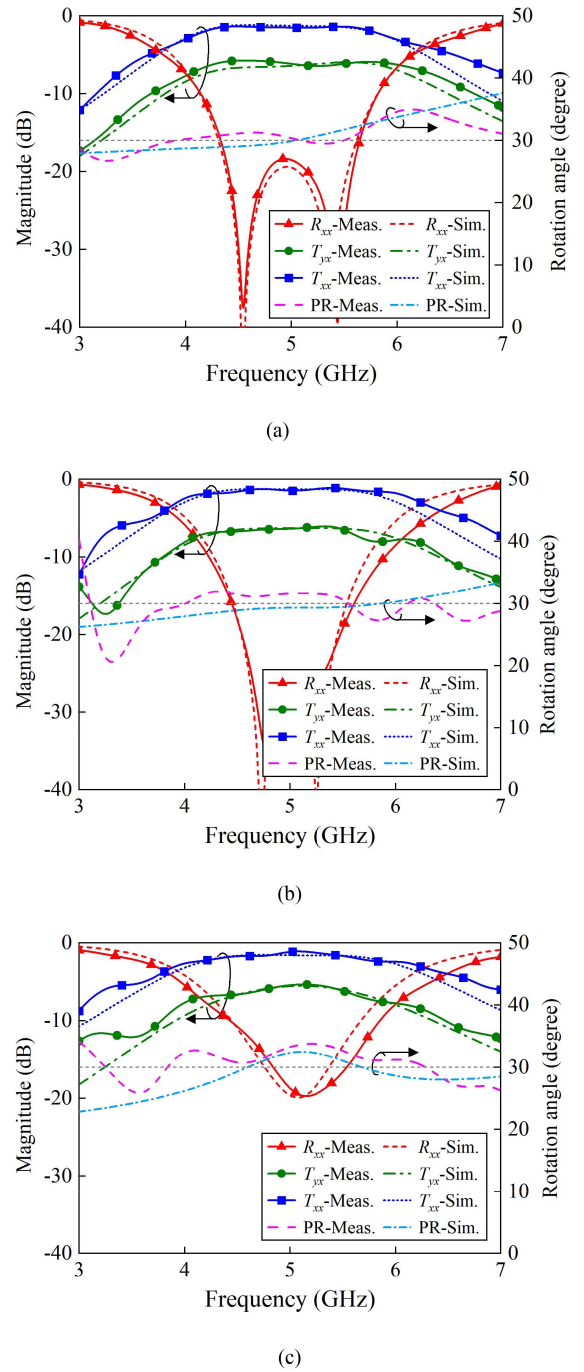 0 50
-10 40
-20 30
-30 20
-40 10
0
3 4 5 6 7
Magnitude (dB)
Rotation angle (degree)
Rxx-Meas. Rxx-Sim.
Tyx-Meas. Tyx-Sim.
Txx-Meas. Txx-Sim.
PR-Meas. PR-Sim.
Frequency (GHz)
(a)
0 50
-10 40
-20 30
-30 20
-40 10
0
3 4 5 6 7
Magnitude (dB)
Rotation angle (degree)
Rxx-Meas. Rxx-Sim.
Tyx-Meas. Tyx-Sim.
Txx-Meas. Txx-Sim.
PR-Meas. PR-Sim.
Frequency (GHz)
(b)
0 50
-10 40
-20 30
-30 20
-40 10
0
3 4 5 6 7
Magnitude (dB)
Rotation angle (degree)
Rxx-Meas. Rxx-Sim.
Tyx-Meas. Tyx-Sim.
Txx-Meas. Txx-Sim.
PR-Meas. PR-Sim.
Frequency (GHz)
(c)